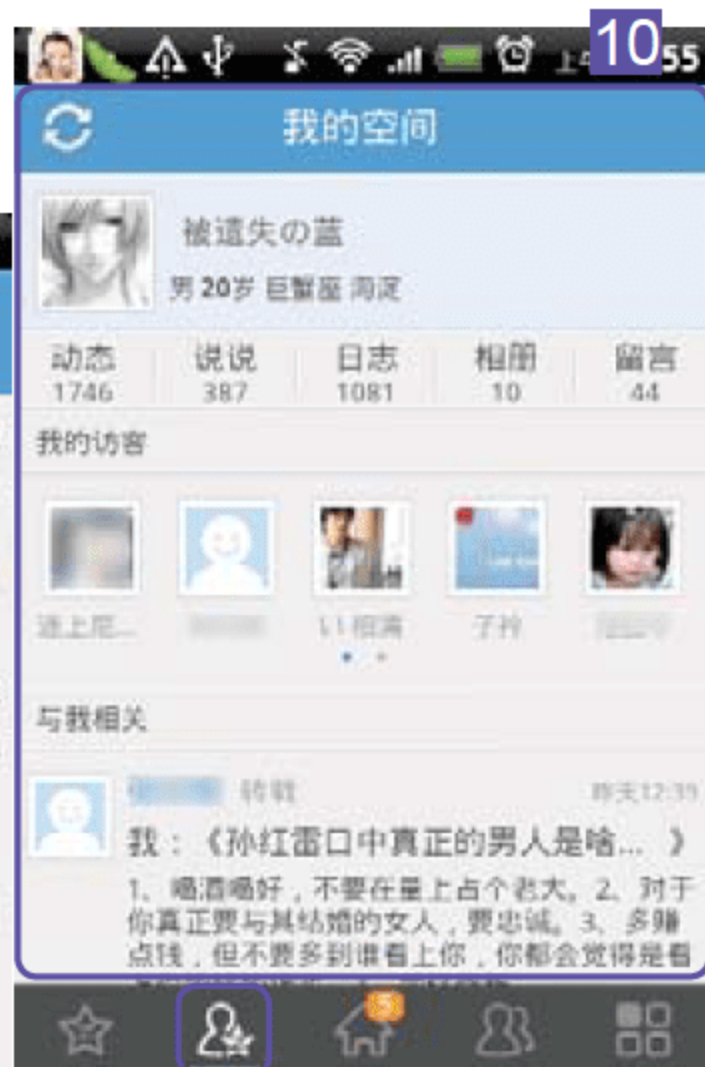 10
上午 55
我的空间
被遗失の蓝
男 20岁 巨蟹座 海淀
动态 说说 日志 相册 留言
1746 387 1081 10 44
我的访客
子衿
与我相关
转载 昨天12:39
我：《孙红雷口中真正的男人是啥... 》
1、喝酒喝好，不要在量上占个老大。2、对于
你真正要与其结婚的女人，要忠诚。3、多赚
点钱，但不要多到谁看上你，你都会觉得是看
5